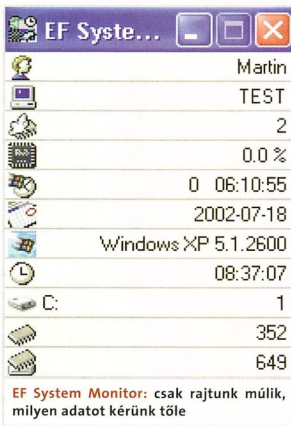 EF Syste...
Martin
TEST
2
0.0 %
0 06:10:55
2002-07-18
Windows XP 5.1.2600
08:37:07
C: 1
352
649
EF System Monitor: csak rajtunk múlik,
milyen adatot kérünk tőle